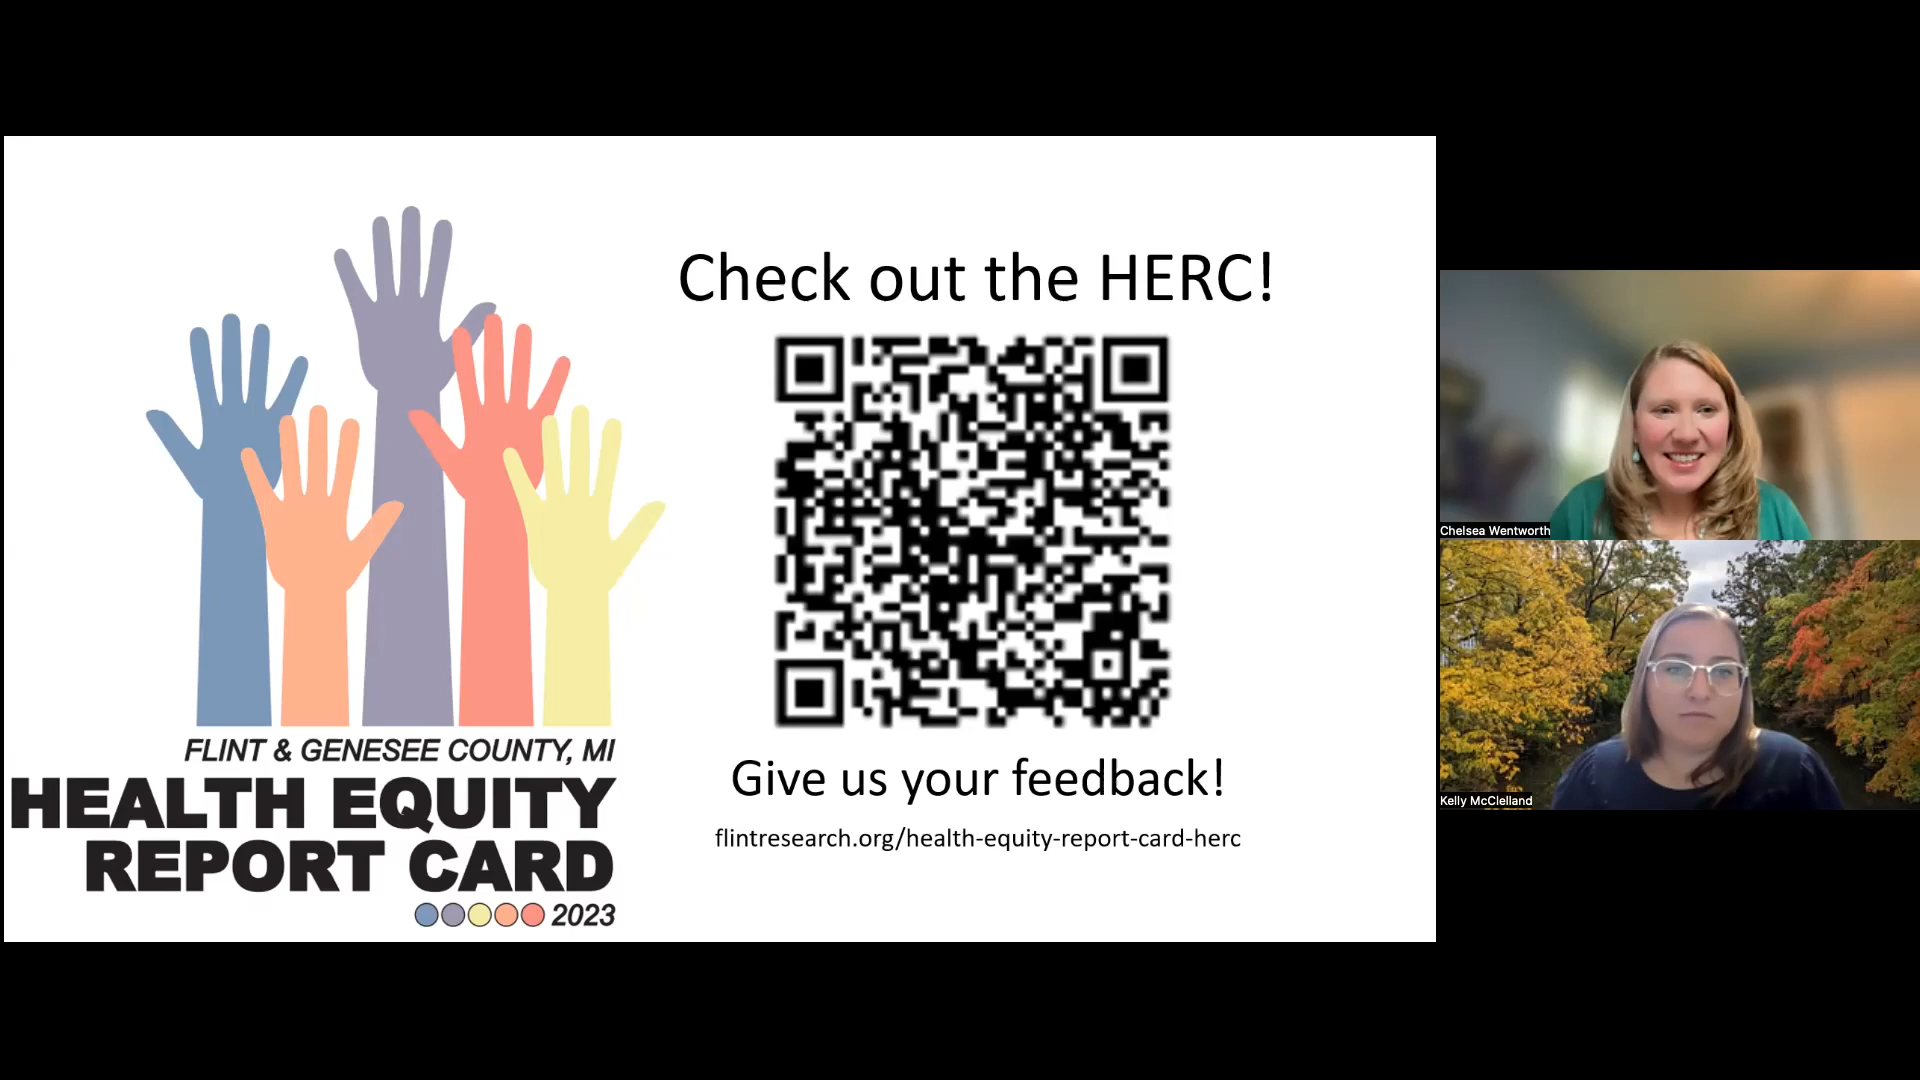 Check out the HERC!
Give us your feedback!
flintresearch.org/health-equity-report-card-herc
FLINT & GENESEE COUNTY, MI
HEALTH EQUITY
REPORT CARD
2023
Chelsea Wentworth
Kelly McClelland